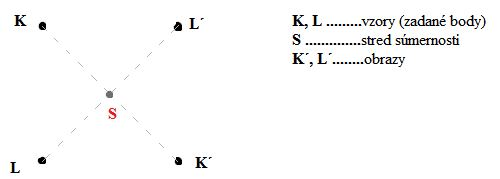 K
L´
S
L
K´
K, L .........vzory (zadané body)
S ..............stred súmernosti
K´, L´........obrazy